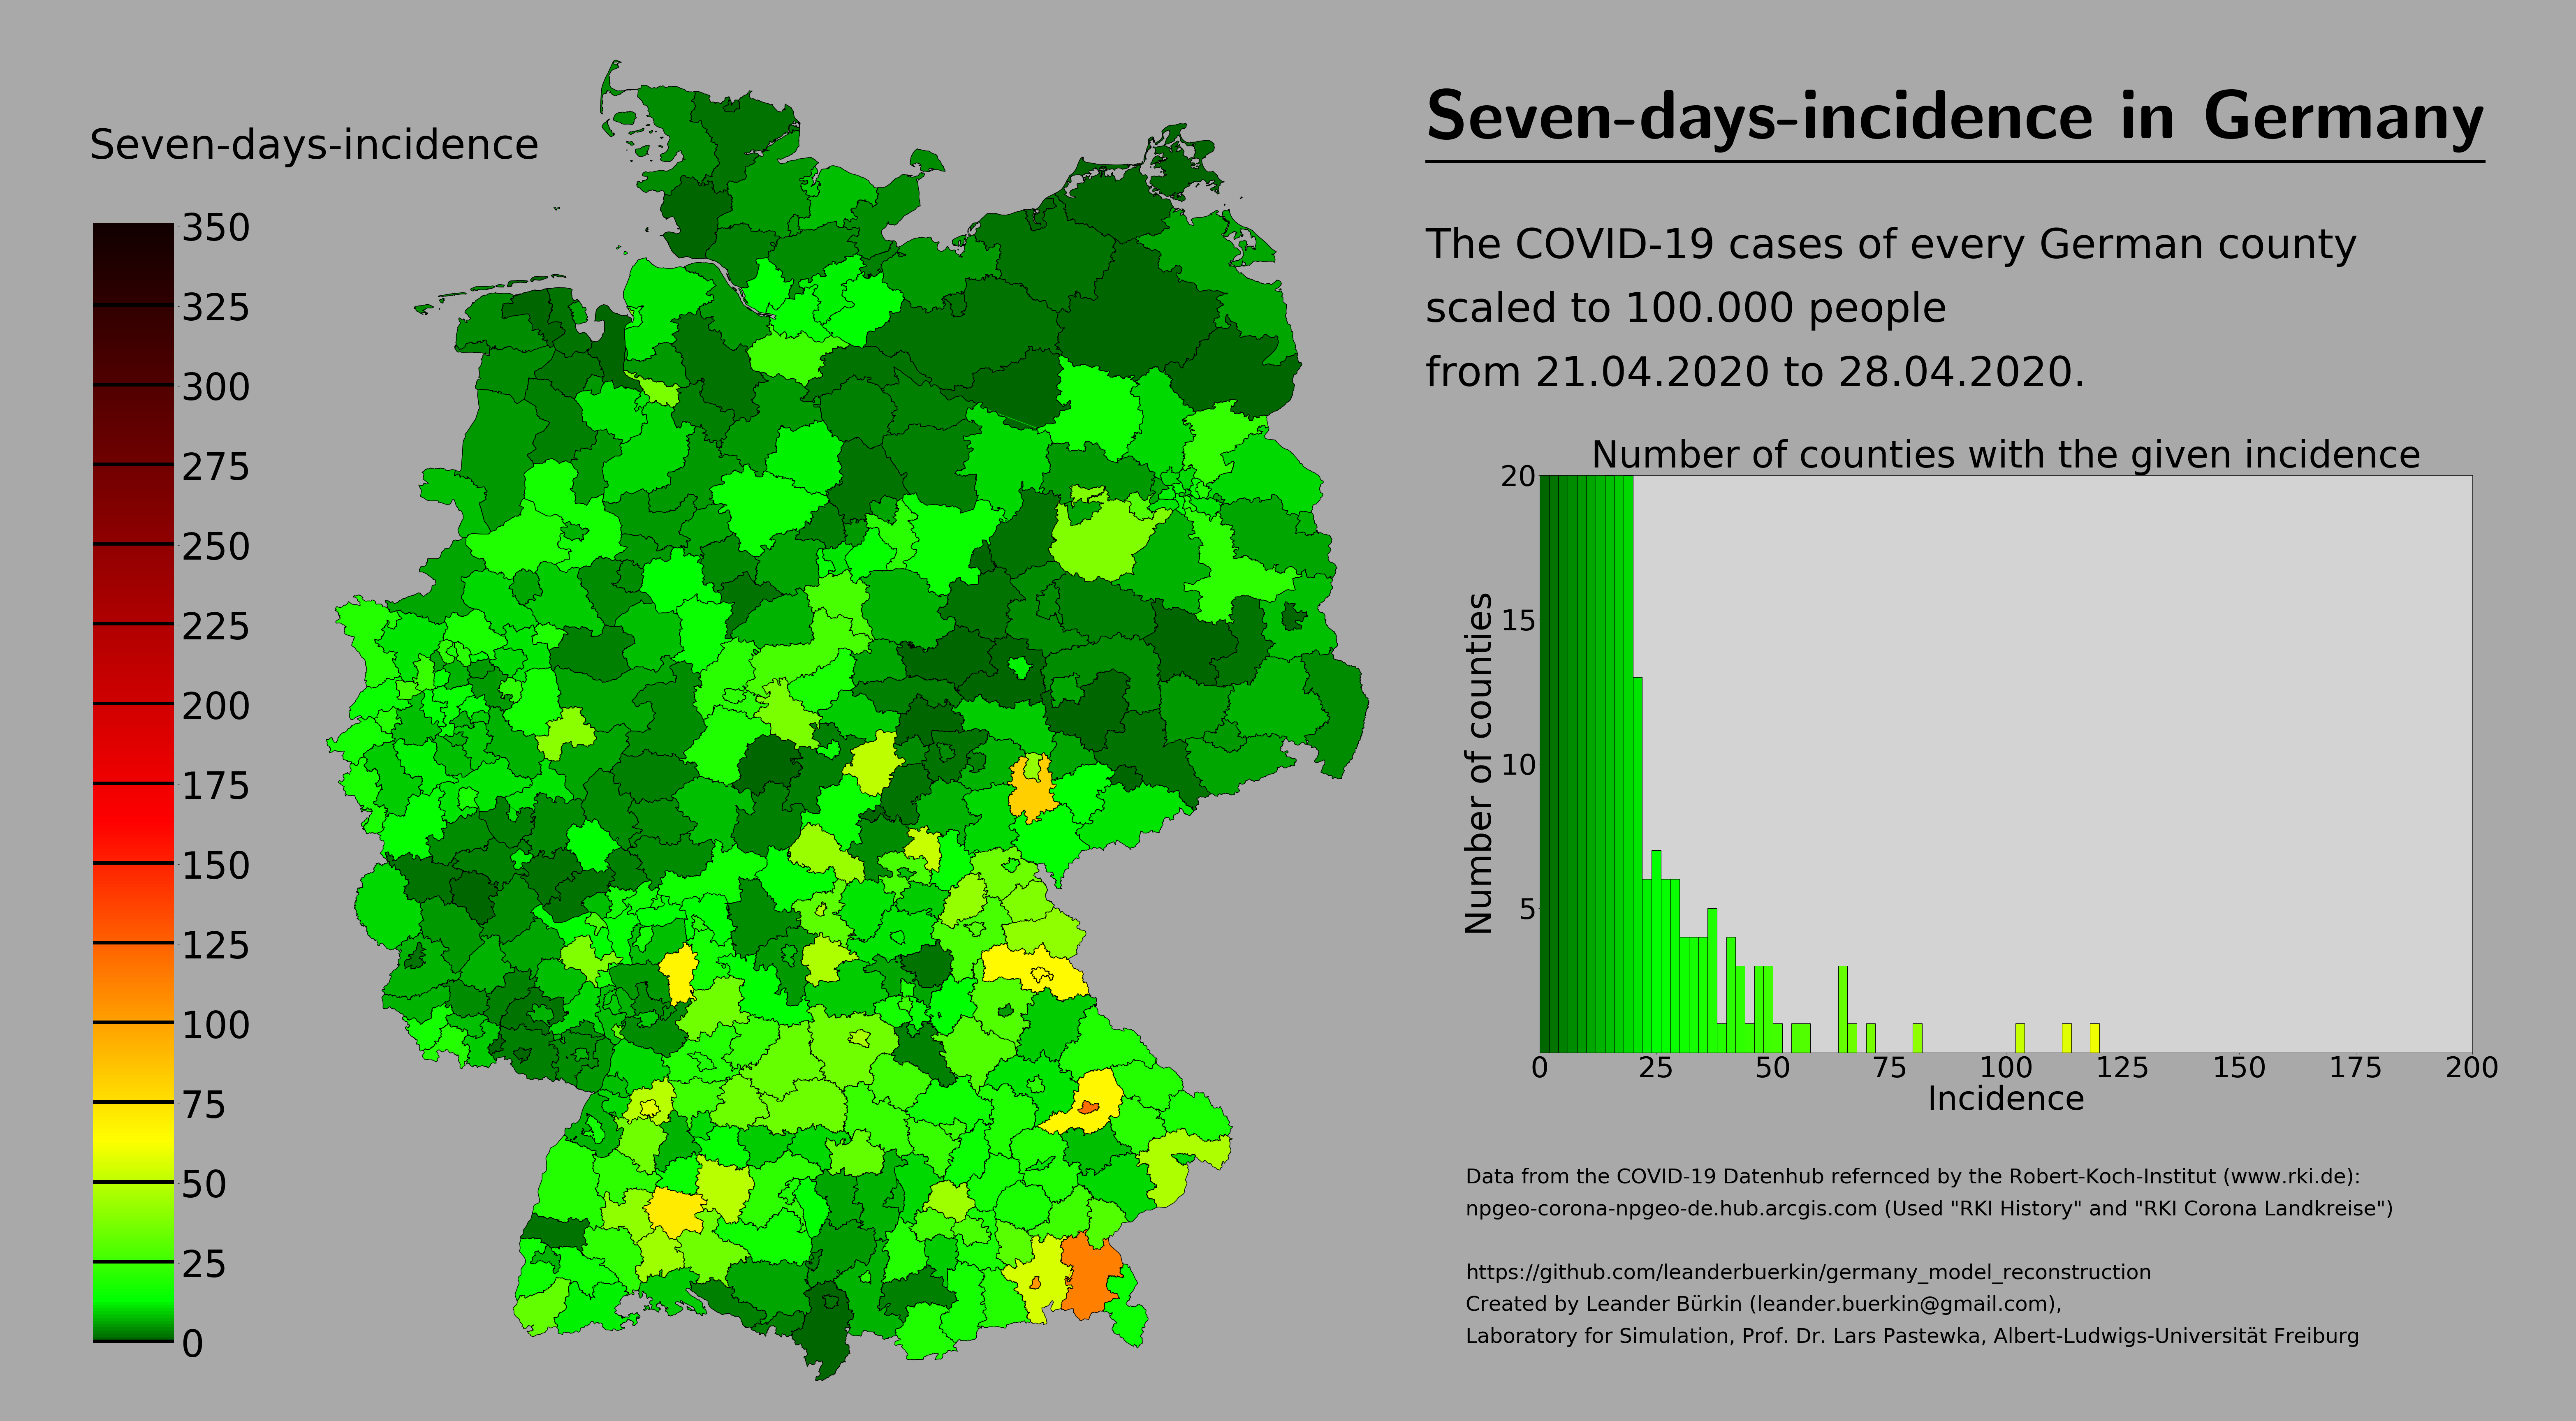 Seven-days-incidence
350
325
300
275
250
225
200
175
150
125
100
75
50
25
0
Seven-days-incidence in Germany
The COVID-19 cases of every German county
scaled to 100.000 people
from 21.04.2020 to 28.04.2020.
Number of counties with the given incidence
20
15
10
5
Number of counties
0 25 50 75 100 125 150 175 200
Incidence
Data from the COVID-19 Datenhub refernced by the Robert-Koch-Institut (www.rki.de):
npgeo-corona-npgeo-de.hub.arcgis.com (Used "RKI History" and "RKI Corona Landkreise")
https://github.com/leanderbuerkin/germany_model_reconstruction
Created by Leander Bürkin (leander.buerkin@gmail.com),
Laboratory for Simulation, Prof. Dr. Lars Pastewka, Albert-Ludwigs-Universität Freiburg